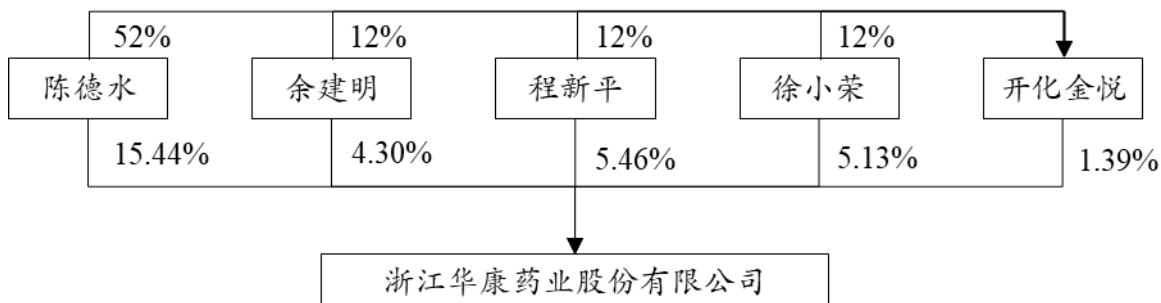 52% 12% 12% 12%
陈德水 余建明 程新平 徐小荣 开化金悦
15.44% 4.30% 5.46% 5.13% 1.39%
浙江华康药业股份有限公司